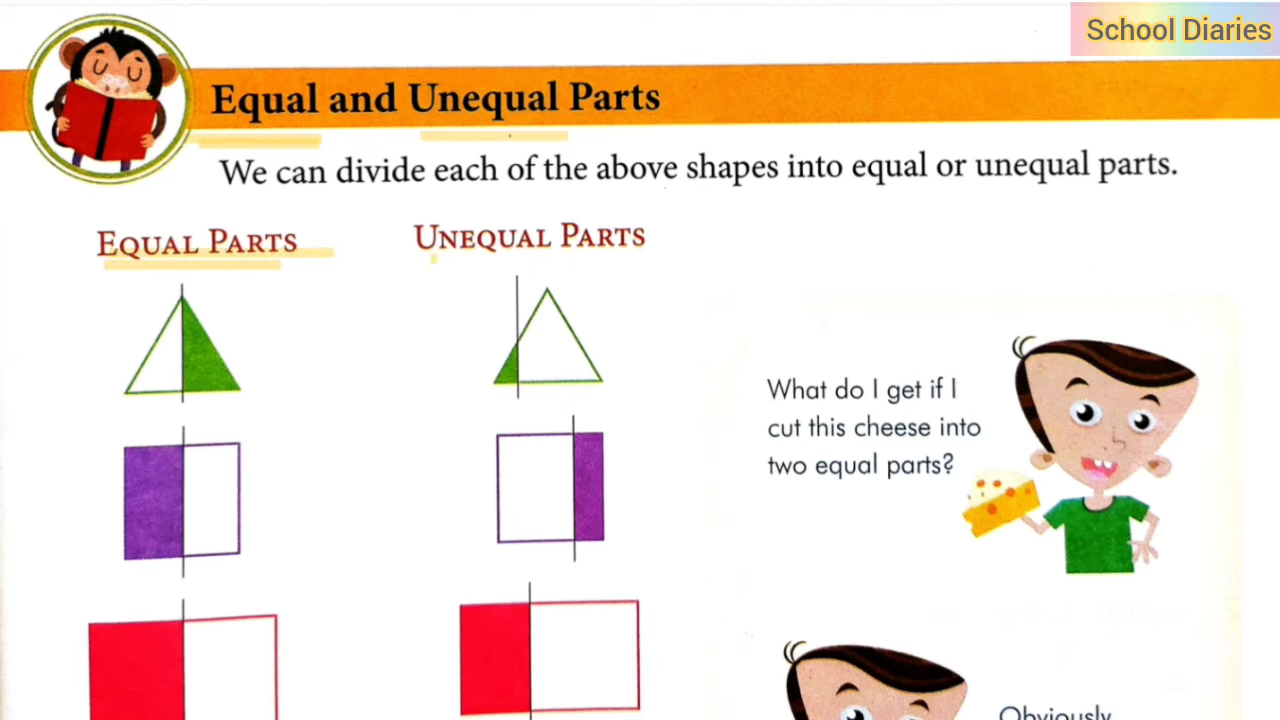 School Diaries
Equal and Unequal Parts
We can divide each of the above shapes into equal or unequal parts.
EQUAL PARTS
UNEQUAL PARTS
What do I get if I
cut this cheese into
two equal parts?
Obviously